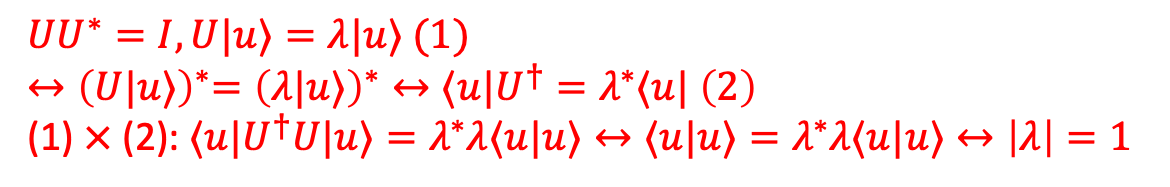 UU* = I, U|u⟩ = λ|u⟩ (1)
↔ (U|u⟩)*= (λ|u⟩)* ↔ ⟨u|U† = λ*⟨u| (2)
(1) × (2): ⟨u|U†U|u⟩ = λ*λ⟨u|u⟩ ↔ ⟨u|u⟩ = λ*λ⟨u|u⟩ ↔ |λ| = 1